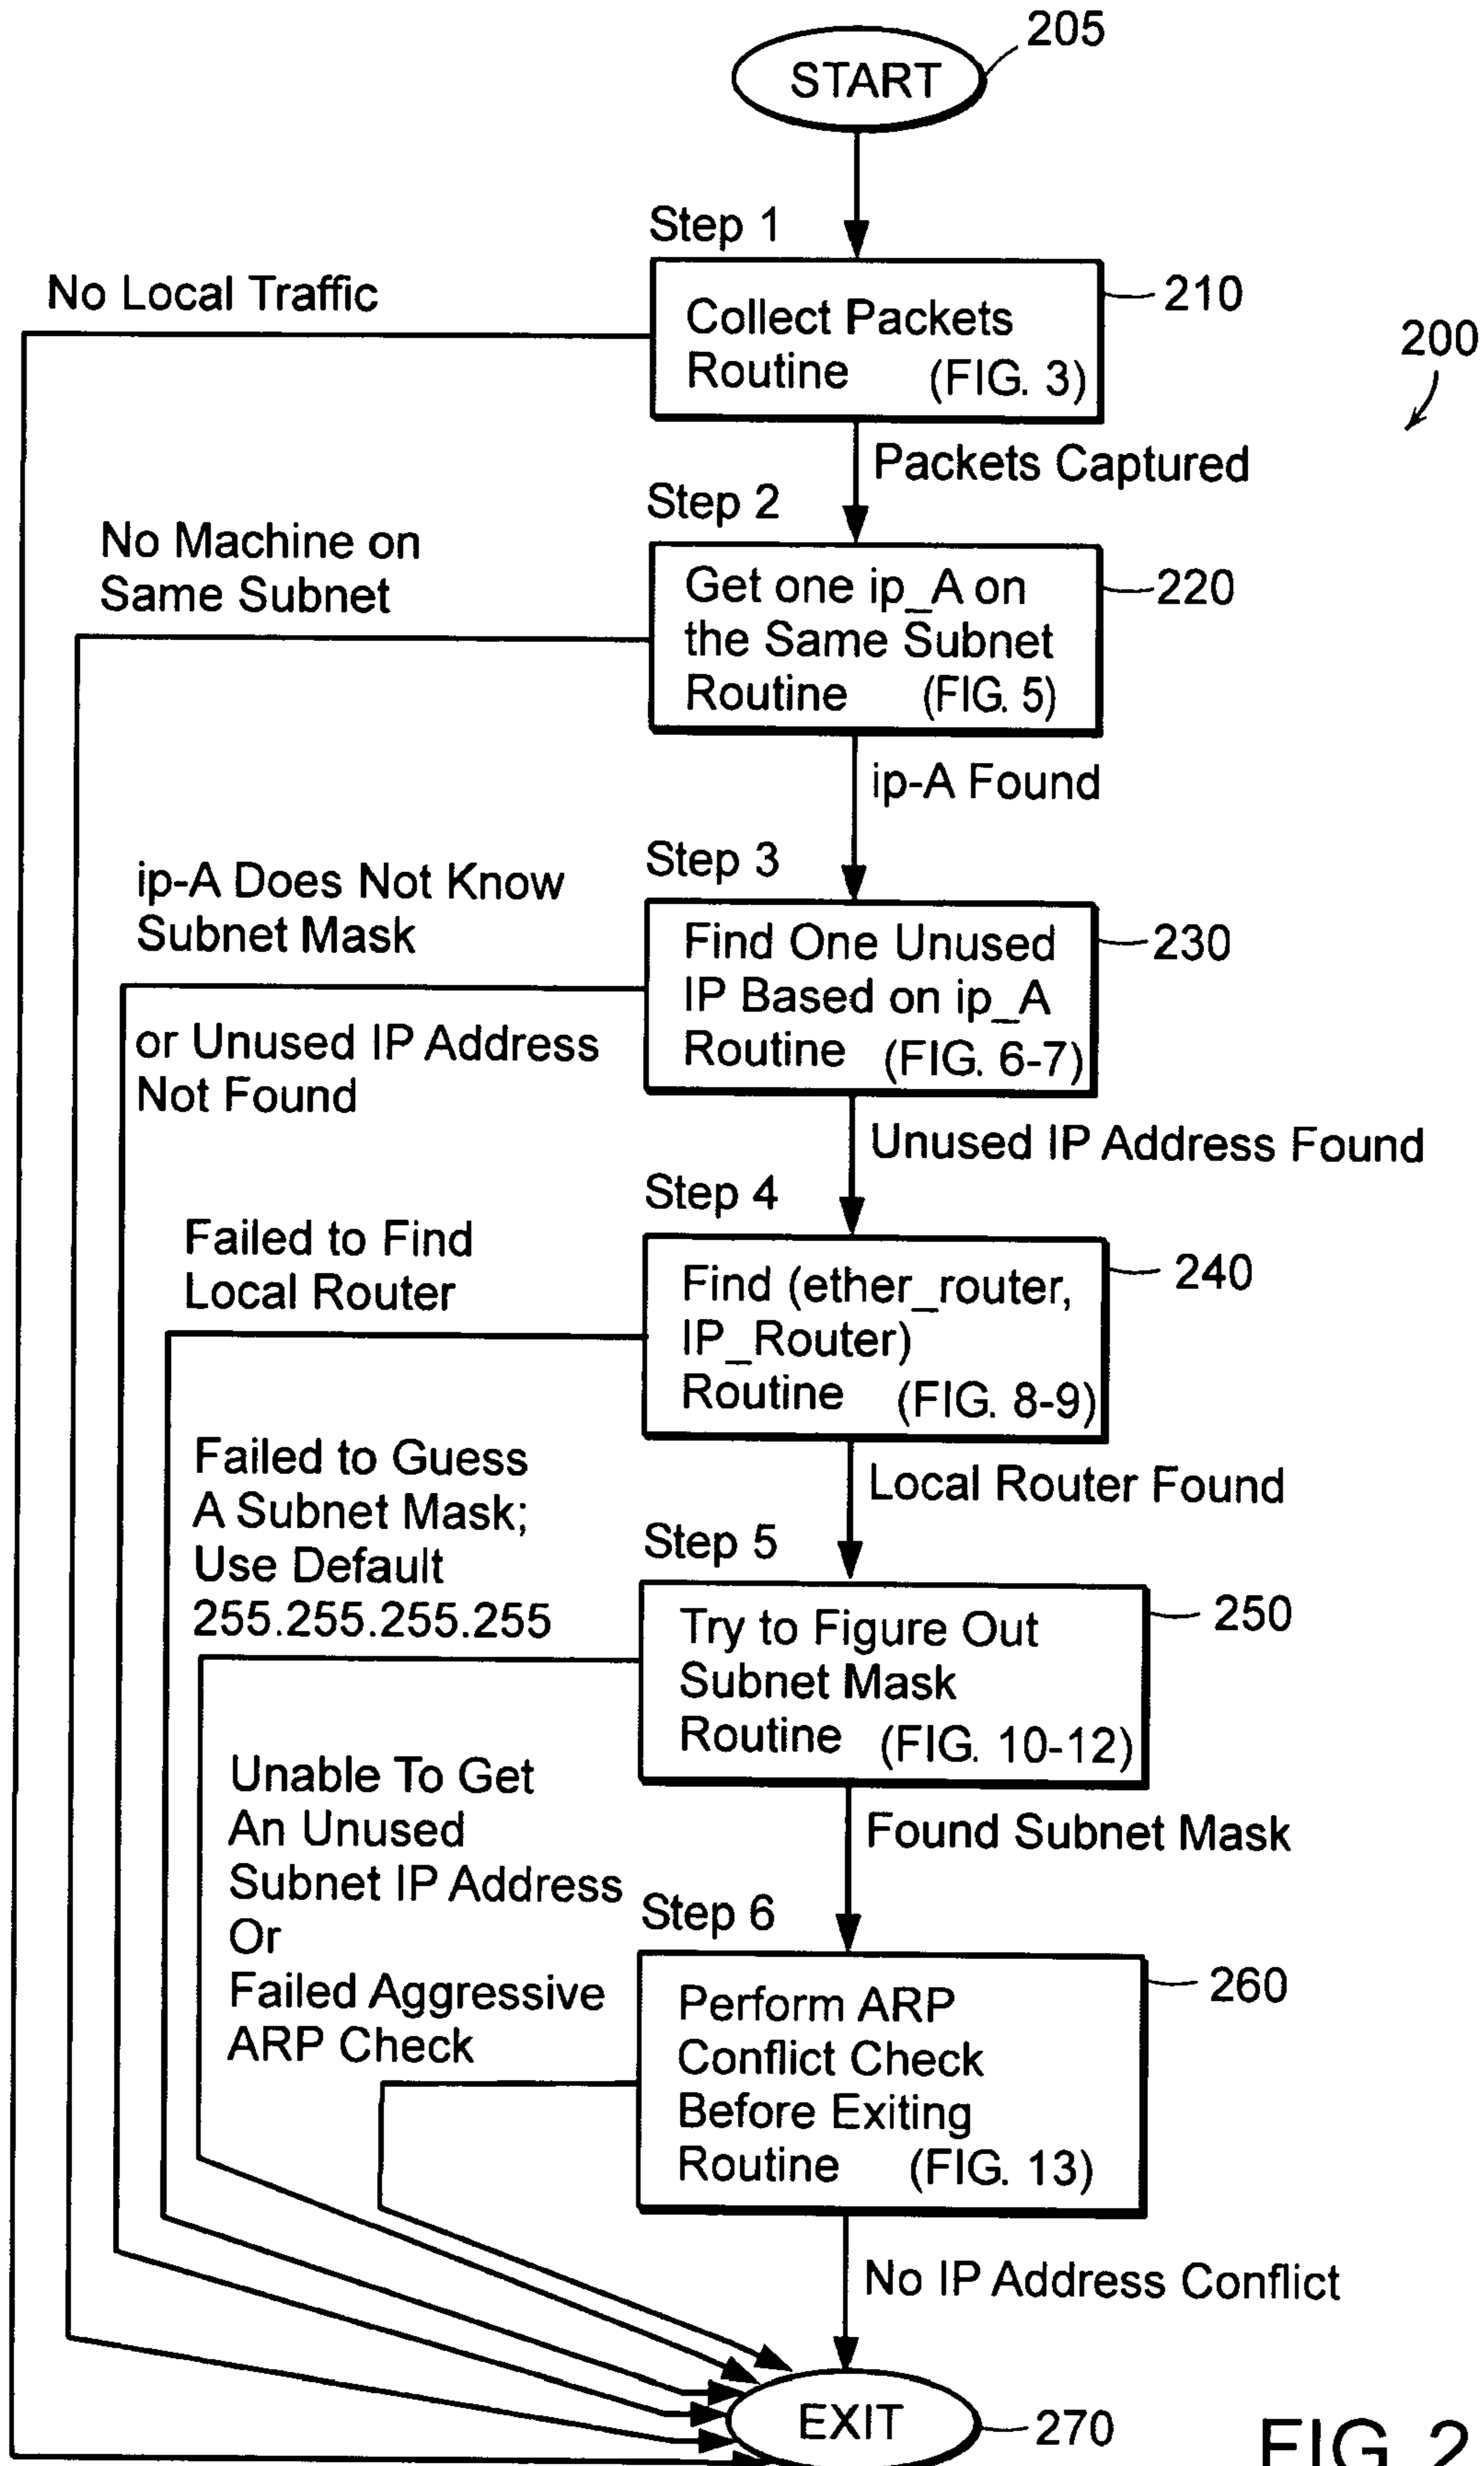 START
205
Step 1
No Local Traffic
Collect Packets
Routine (FIG. 3)
210
200
Packets Captured
Step 2
No Machine on
Same Subnet
Get one ip_A on
the Same Subnet
Routine (FIG. 5)
220
ip-A Found
Step 3
ip-A Does Not Know
Subnet Mask
or Unused IP Address
Not Found
Find One Unused
IP Based on ip_A
Routine (FIG. 6-7)
230
Unused IP Address Found
Step 4
Failed to Find
Local Router
Find (ether_router,
IP_Router)
Routine (FIG. 8-9)
240
Local Router Found
Failed to Guess
A Subnet Mask;
Use Default
255.255.255.255
Step 5
Try to Figure Out
Subnet Mask
Routine (FIG. 10-12)
250
Found Subnet Mask
Unable To Get
An Unused
Subnet IP Address
Or
Failed Aggressive
ARP Check
Step 6
Perform ARP
Conflict Check
Before Exiting
Routine (FIG. 13)
260
No IP Address Conflict
EXIT
270
FIG. 2